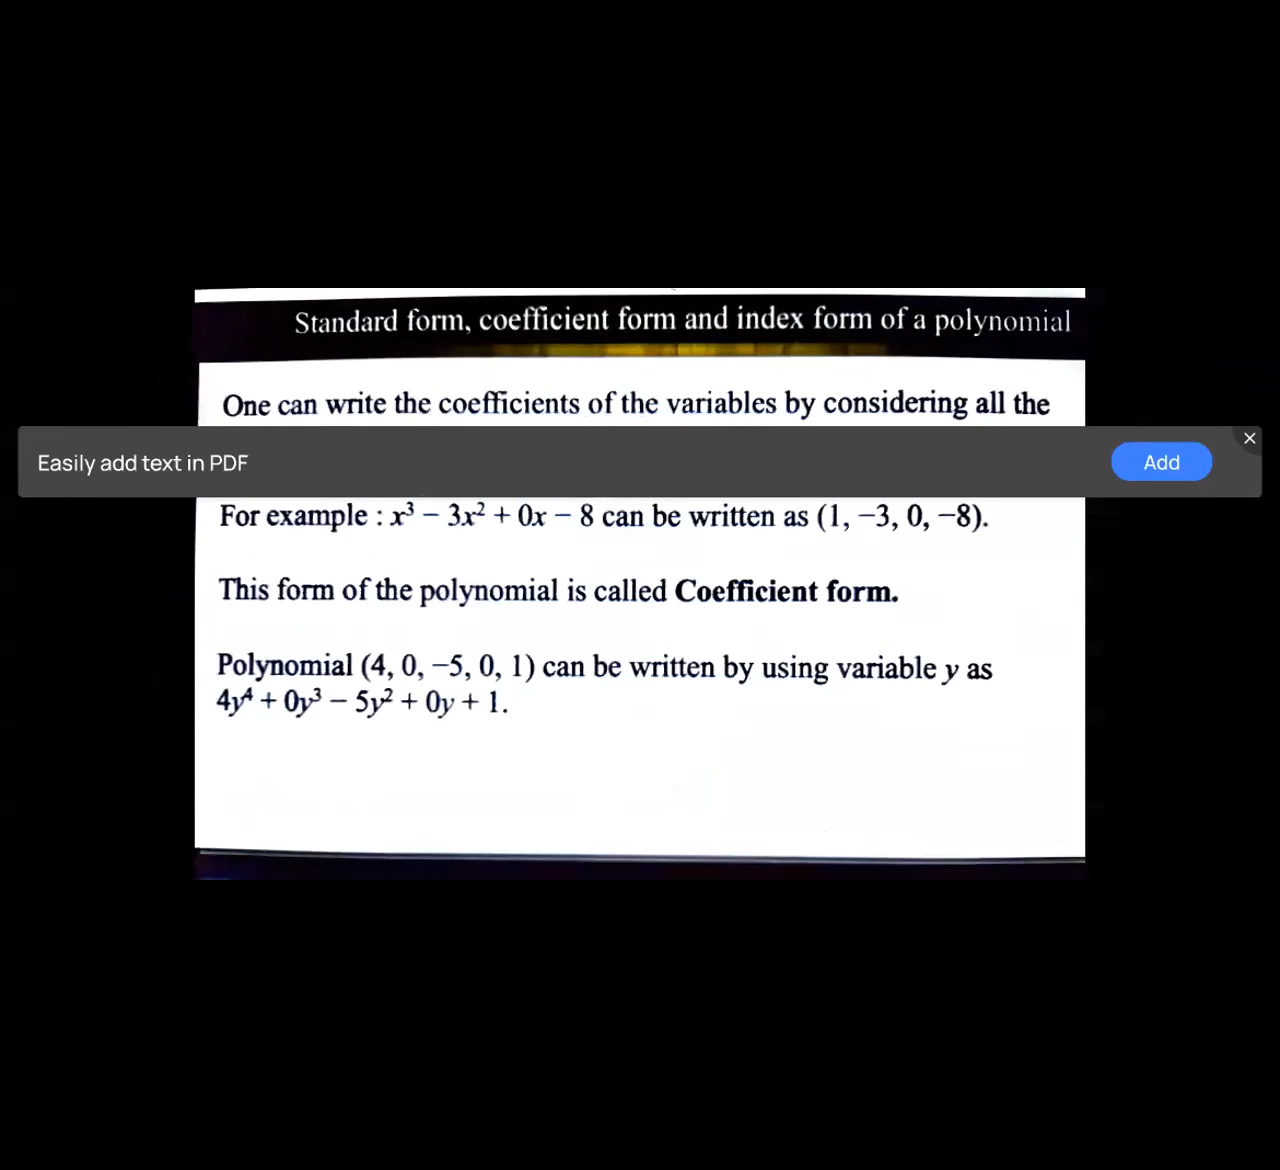 Standard form, coefficient form and index form of a polynomial
One can write the coefficients of the variables by considering all the
Easily add text in PDF
Add
For example : x³ − 3x² + 0x − 8 can be written as (1, −3, 0, −8).
This form of the polynomial is called Coefficient form.
Polynomial (4, 0, −5, 0, 1) can be written by using variable y as
4y⁴ + 0y³ − 5y² + 0y + 1.